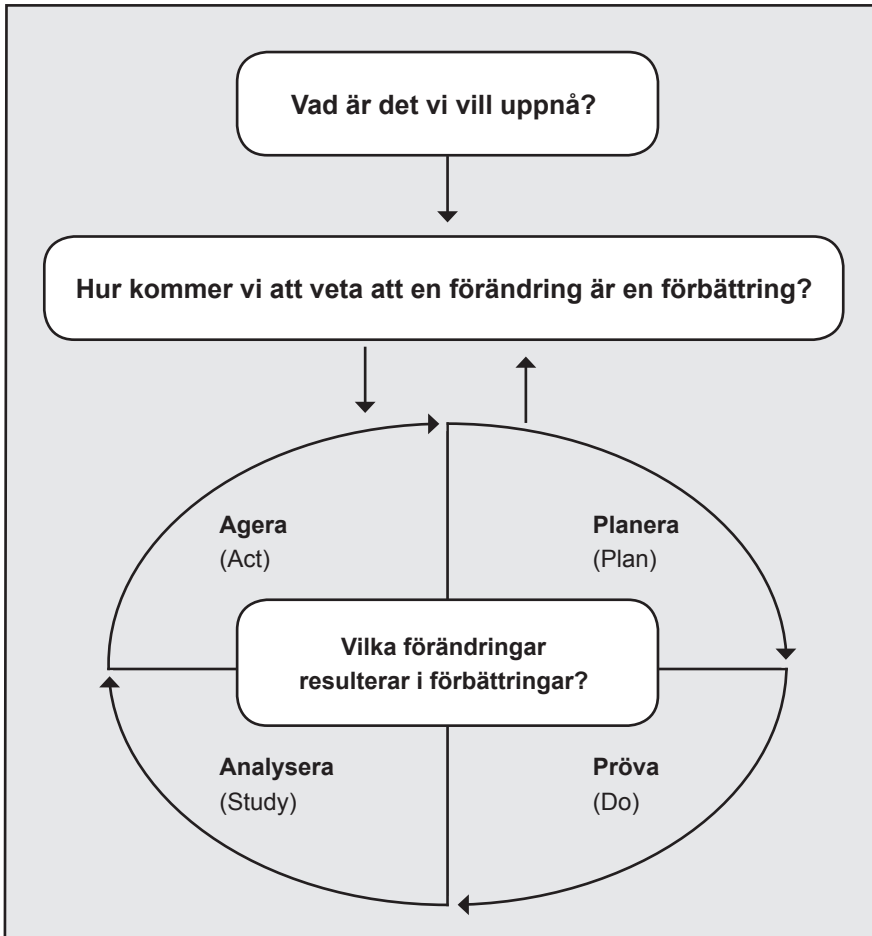 Vad är det vi vill uppnå?
Hur kommer vi att veta att en förändring är en förbättring?
Agera
(Act)
Planera
(Plan)
Vilka förändringar
resulterar i förbättringar?
Analysera
(Study)
Pröva
(Do)